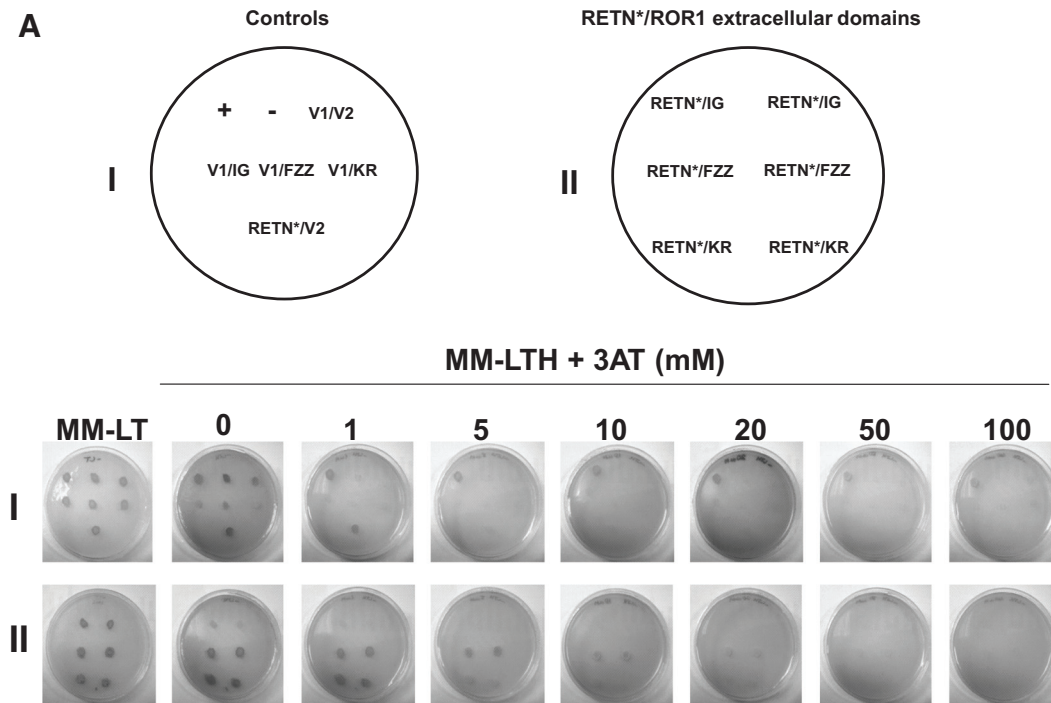 A
Controls
RETN*/ROR1 extracellular domains
+ - V1/V2
V1/IG V1/FZZ V1/KR
RETN*/V2
I
RETN*/IG RETN*/IG
RETN*/FZZ RETN*/FZZ
RETN*/KR RETN*/KR
II
MM-LTH + 3AT (mM)
MM-LT 0 1 5 10 20 50 100
I
II